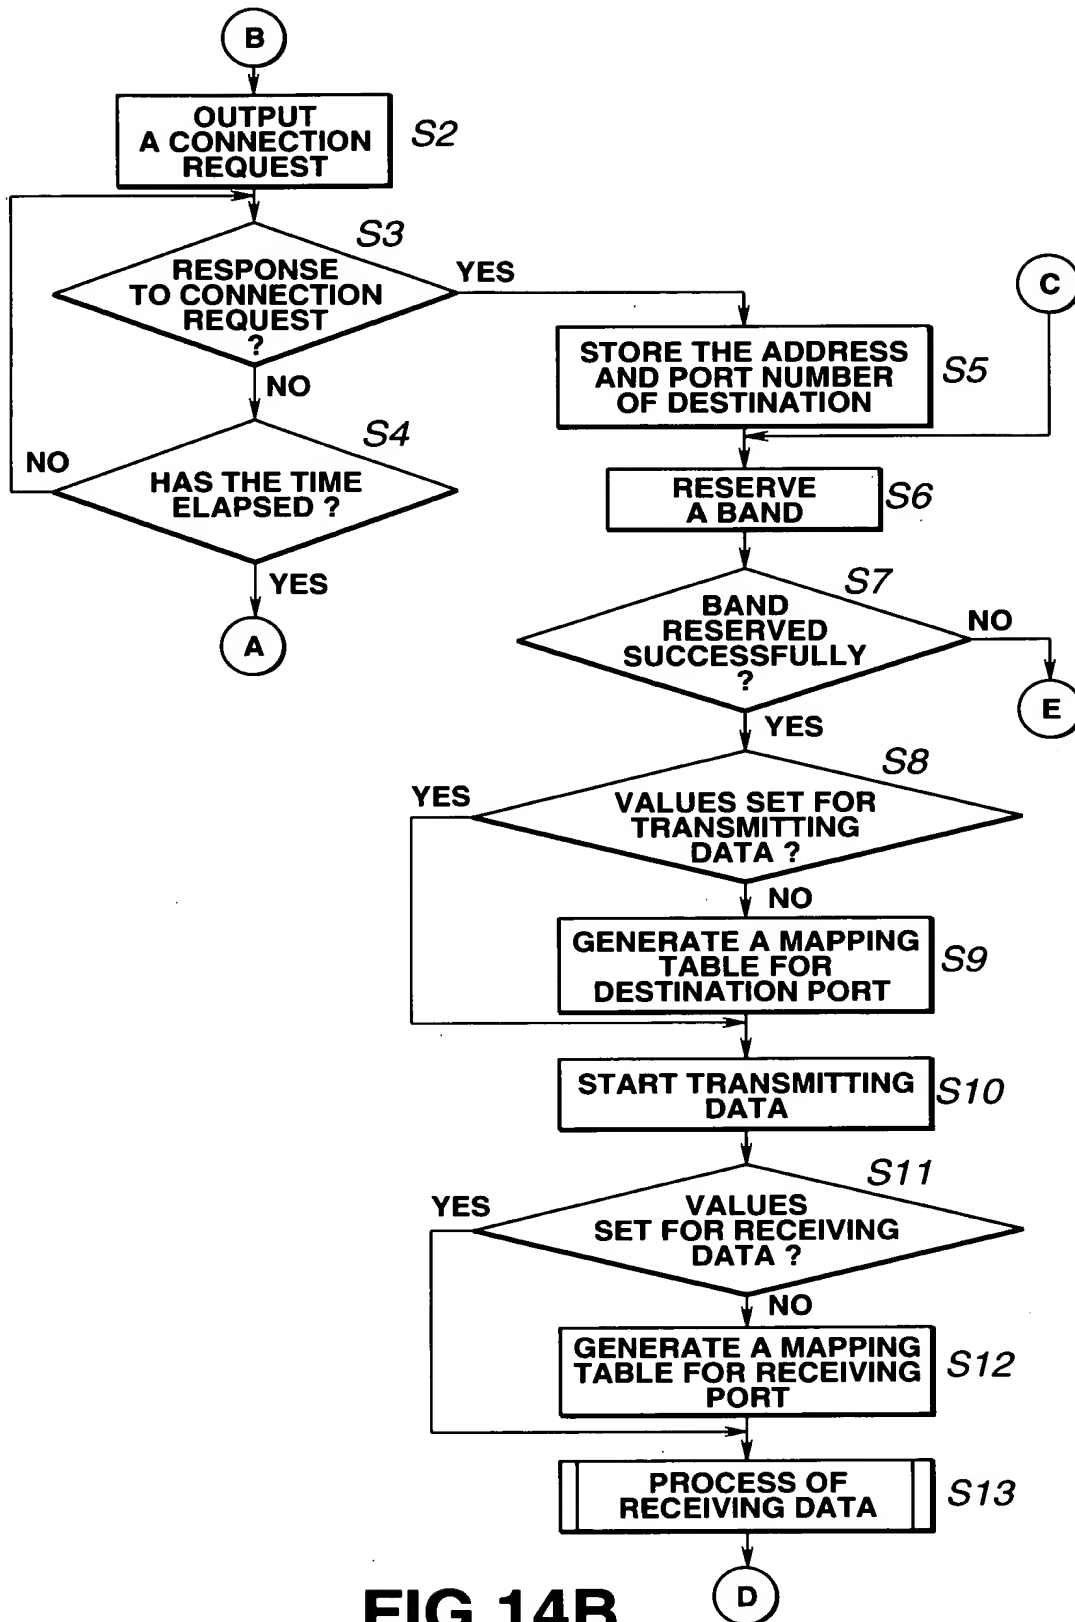 B
OUTPUT
A CONNECTION
REQUEST
S2
S3
RESPONSE
TO CONNECTION
REQUEST
?
YES
NO
S4
NO
HAS THE TIME
ELAPSED ?
YES
A
C
STORE THE ADDRESS
AND PORT NUMBER
OF DESTINATION
S5
RESERVE
A BAND
S6
S7
BAND
RESERVED
SUCCESSFULLY
?
NO
E
YES
S8
YES
VALUES SET FOR
TRANSMITTING
DATA ?
NO
GENERATE A MAPPING
TABLE FOR
DESTINATION PORT
S9
START TRANSMITTING
DATA
S10
S11
YES
VALUES
SET FOR RECEIVING
DATA ?
NO
GENERATE A MAPPING
TABLE FOR RECEIVING
PORT
S12
PROCESS OF
RECEIVING DATA
S13
D
FIG.14B